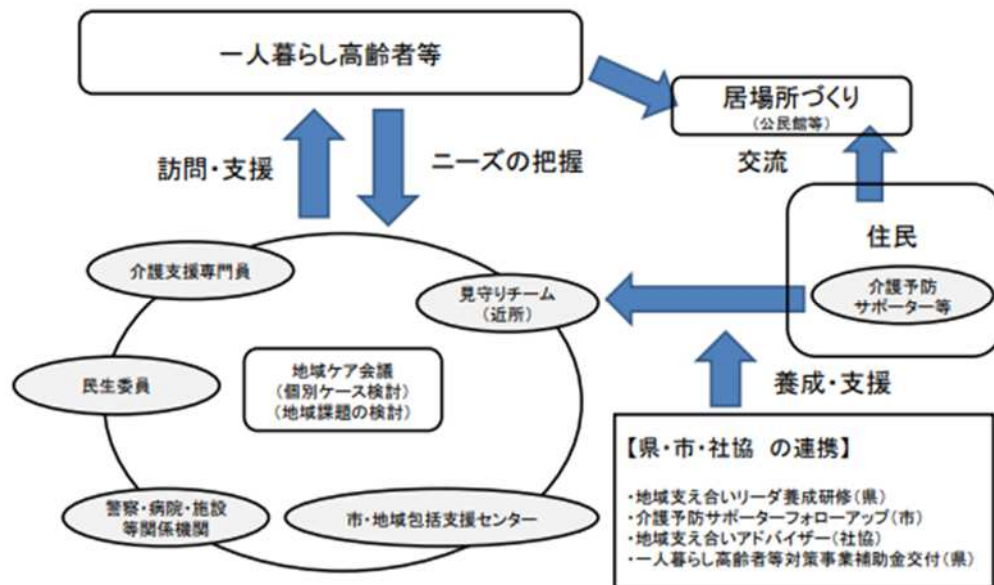 一人暮らし高齢者等
居場所づくり
（公民館等）
訪問・支援
ニーズの把握
交流
住民
介護予防
サポーター等
介護支援専門員
見守りチーム
（近所）
民生委員
地域ケア会議
（個別ケース検討）
（地域課題の検討）
養成・支援
警察・病院・施設
等関係機関
市・地域包括支援センター
【県・市・社協　の連携】
・地域支え合いリーダ養成研修（県）
・介護予防サポーターフォローアップ（市）
・地域支え合いアドバイザー（社協）
・一人暮らし高齢者等対策事業補助金交付（県）